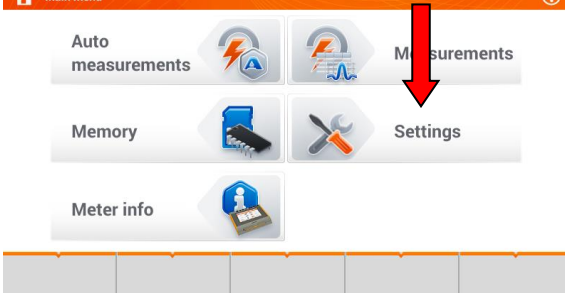 Auto
measurements
Measurements
Memory
Settings
Meter info